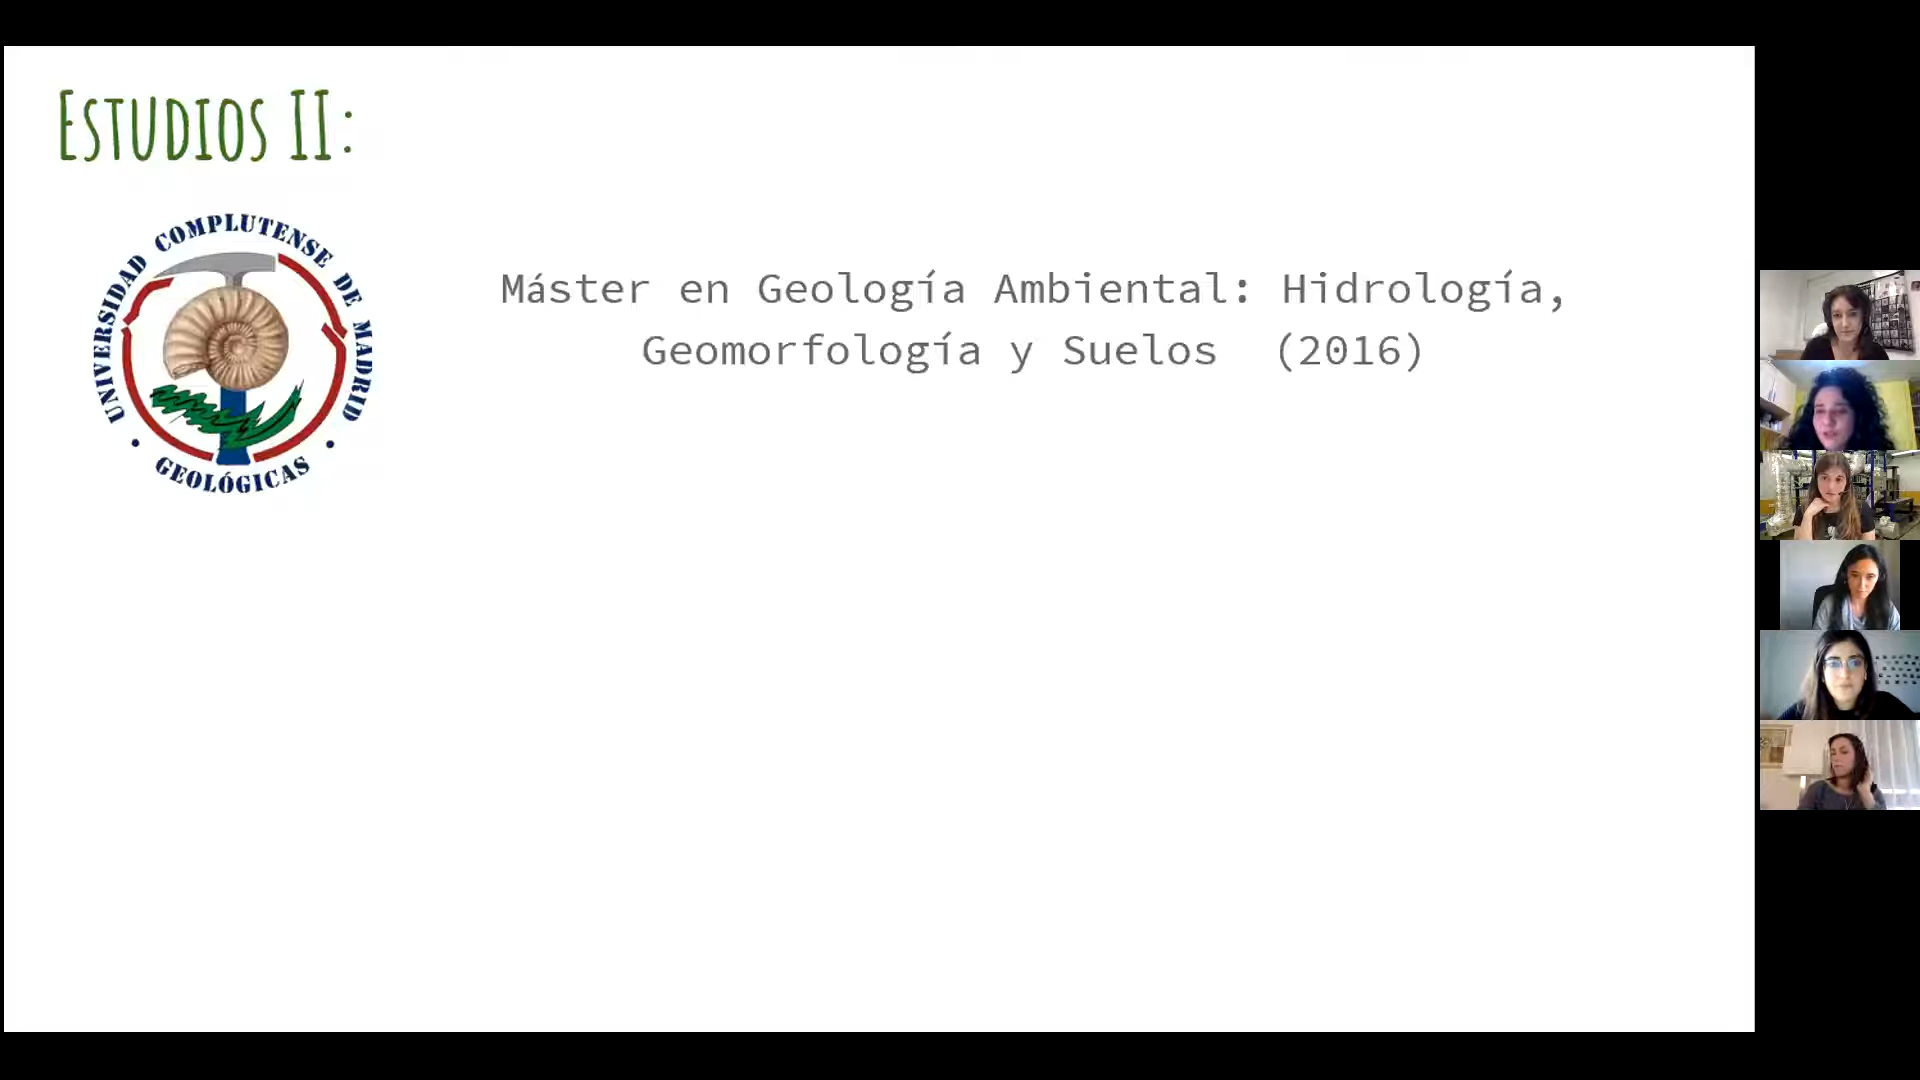 Estudios II:
UNIVERSIDAD COMPLUTENSE DE MADRID
GEOLÓGICAS
Máster en Geología Ambiental: Hidrología,
Geomorfología y Suelos (2016)